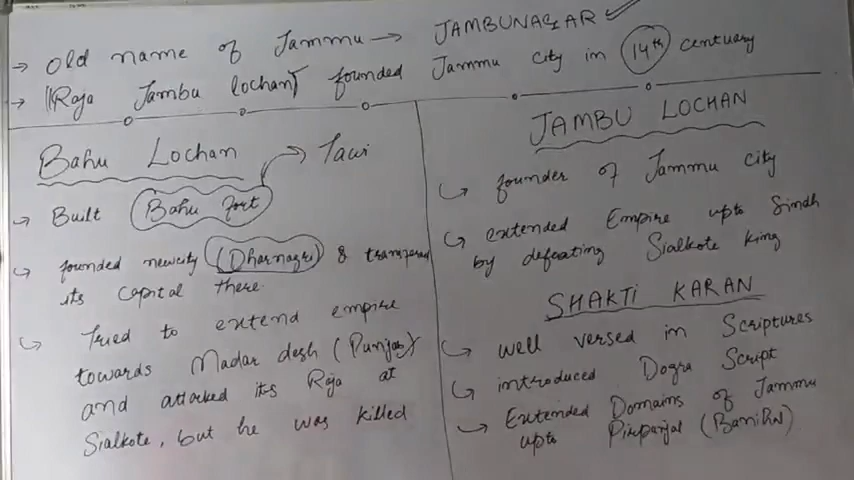 → Old name of Jammu → JAMBUNAGAR
→ Raja Jambu lochan founded Jammu city in 14th centuary
Bahu Lochan → Tawi
Built Bahu fort
founded newcity (Dharnagri) & transferred
its capital there.
Tried to extend empire
towards Madar desh (Punjab)
and attacked its Raja at
Sialkote, but he was killed
JAMBU LOCHAN
founder of Jammu city
extended Empire upto Sindh
by defeating Sialkote king
SHAKTI KARAN
well versed in Scriptures
introduced Dogra Script
Extended Domains of Jammu
upto Pirpanjal (Banihal)